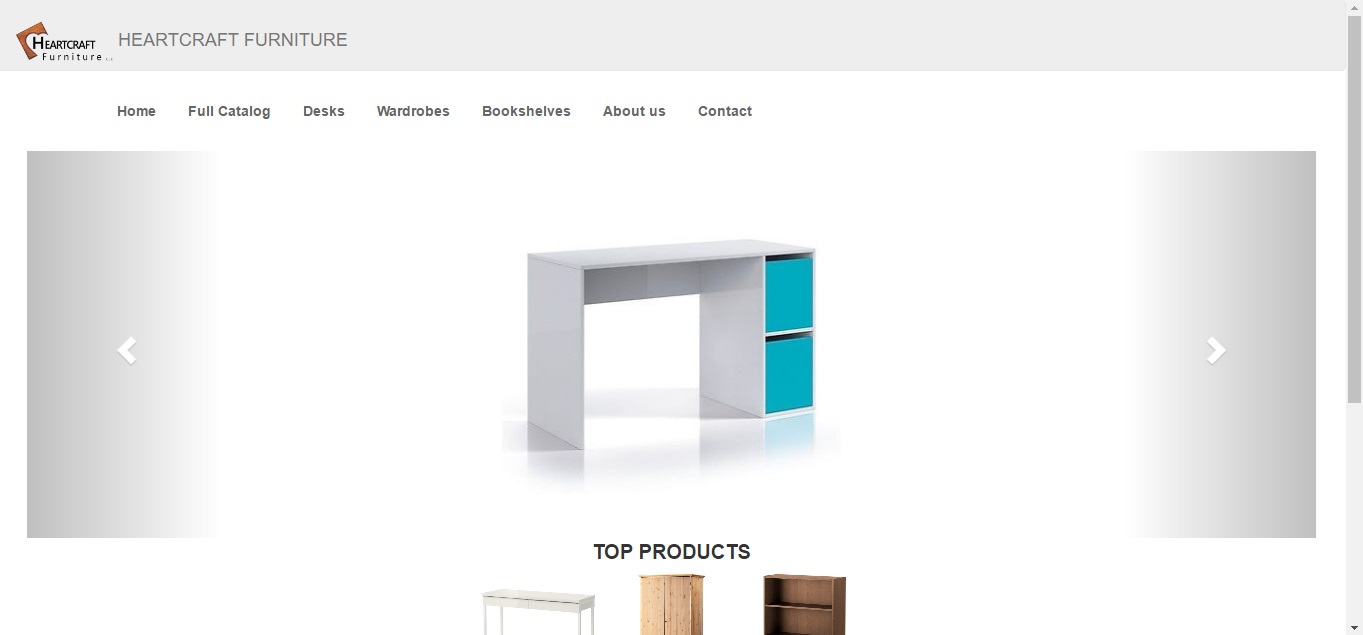 HEARTCRAFT
Furniture
HEARTCRAFT FURNITURE
Home Full Catalog Desks Wardrobes Bookshelves About us Contact
TOP PRODUCTS